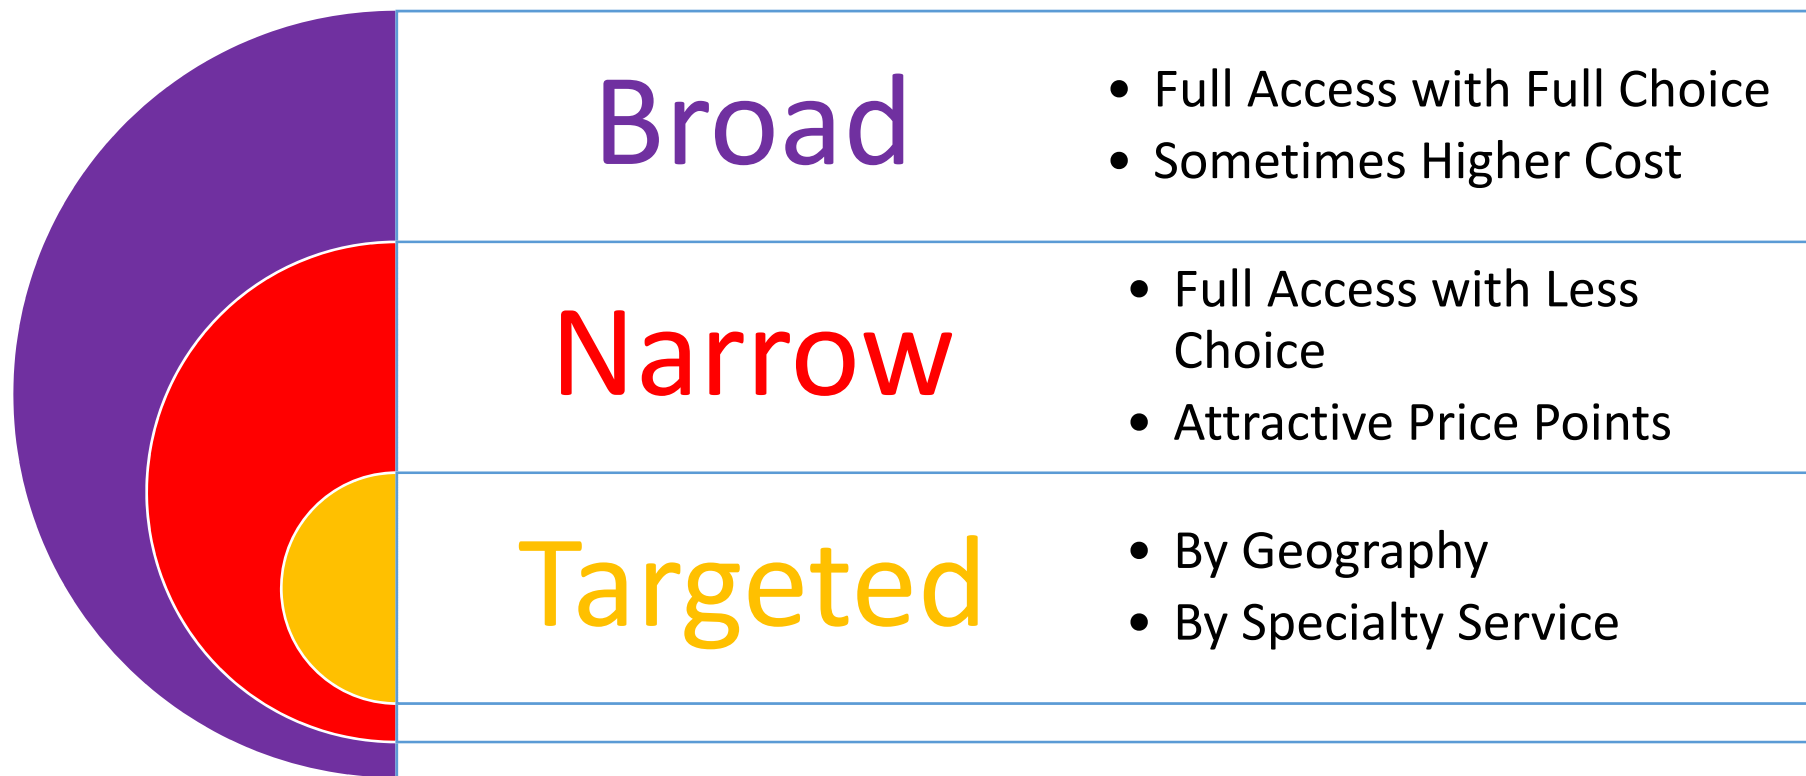 Broad
• Full Access with Full Choice
• Sometimes Higher Cost
Narrow
• Full Access with Less
Choice
• Attractive Price Points
Targeted
• By Geography
• By Specialty Service